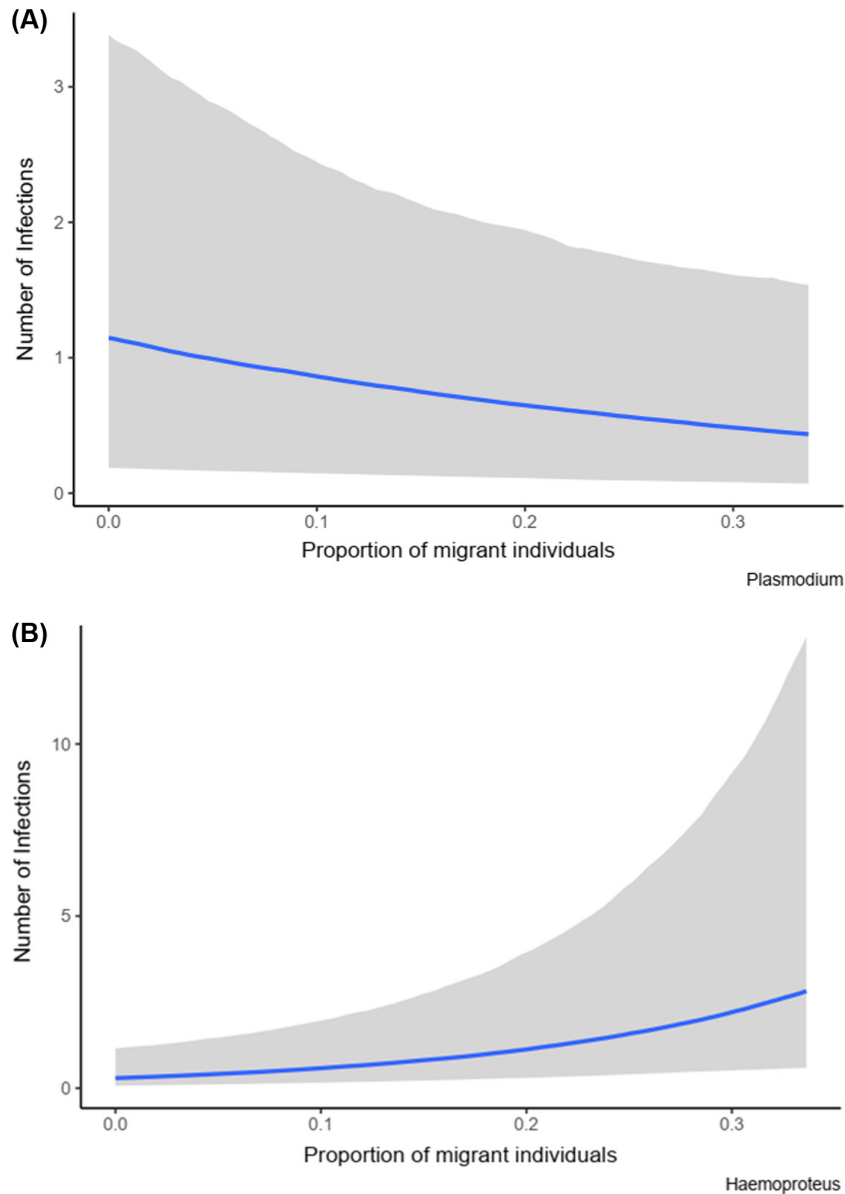 (A)
Number of Infections
3
2
1
0
0.0 0.1 0.2 0.3
Proportion of migrant individuals
Plasmodium
(B)
Number of Infections
10
5
0
0.0 0.1 0.2 0.3
Proportion of migrant individuals
Haemoproteus